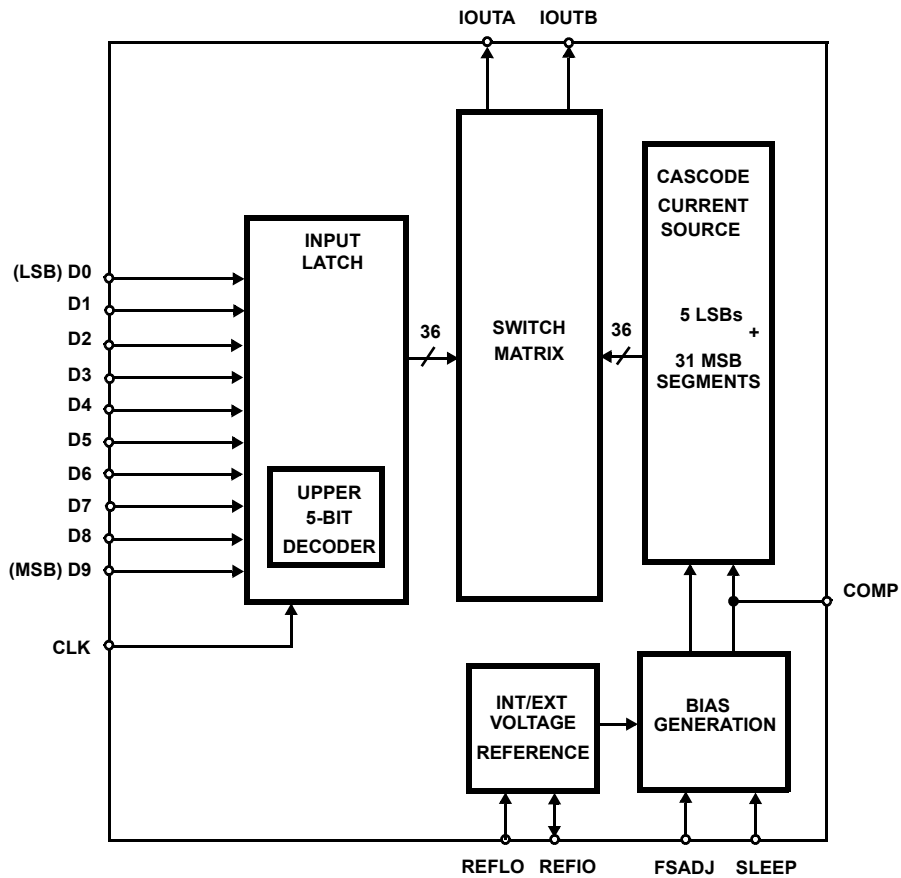 IOUTA IOUTB
CASCODE
CURRENT
SOURCE
5 LSBs
+
31 MSB
SEGMENTS
INPUT
LATCH
(LSB) D0
D1
D2
D3
D4
D5
D6
D7
D8
(MSB) D9
CLK
UPPER
5-BIT
DECODER
36
SWITCH
MATRIX
36
COMP
INT/EXT
VOLTAGE
REFERENCE
BIAS
GENERATION
REFLO REFIO FSADJ SLEEP